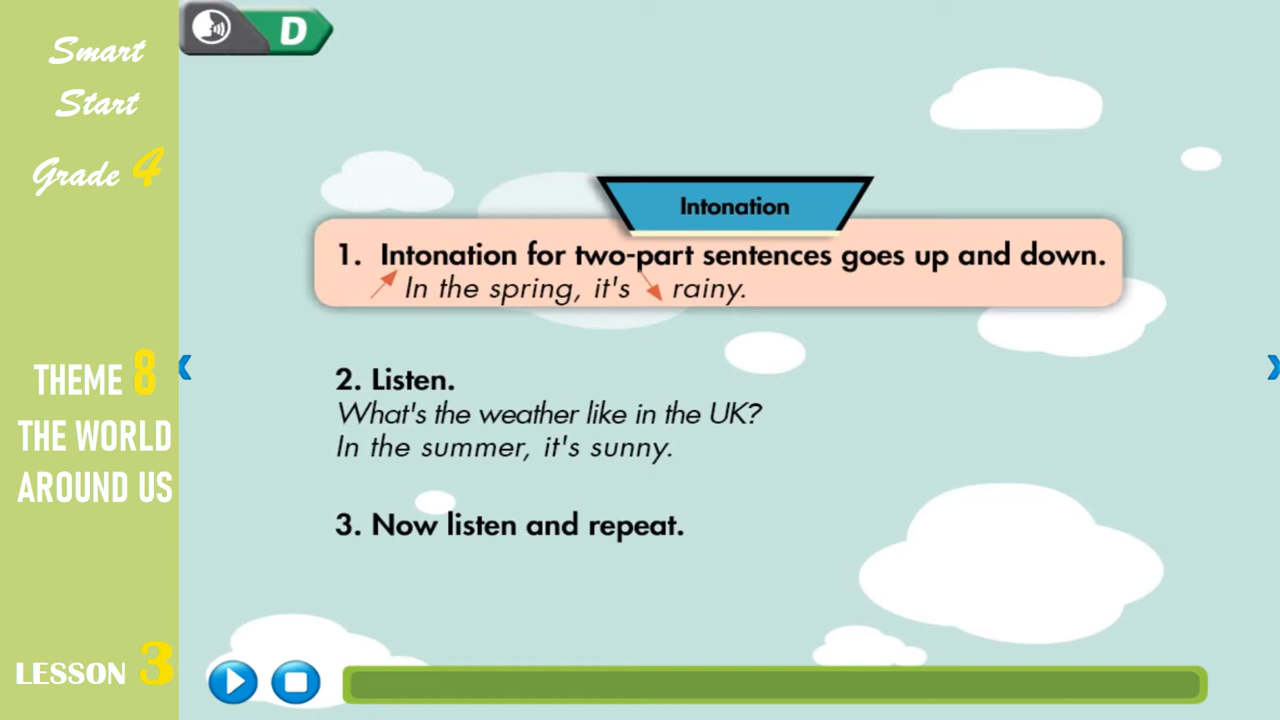 Smart
Start
Grade 4
THEME 8
THE WORLD
AROUND US
LESSON 3
D
Intonation
1. Intonation for two-part sentences goes up and down.
In the spring, it's rainy.
2. Listen.
What's the weather like in the UK?
In the summer, it's sunny.
3. Now listen and repeat.